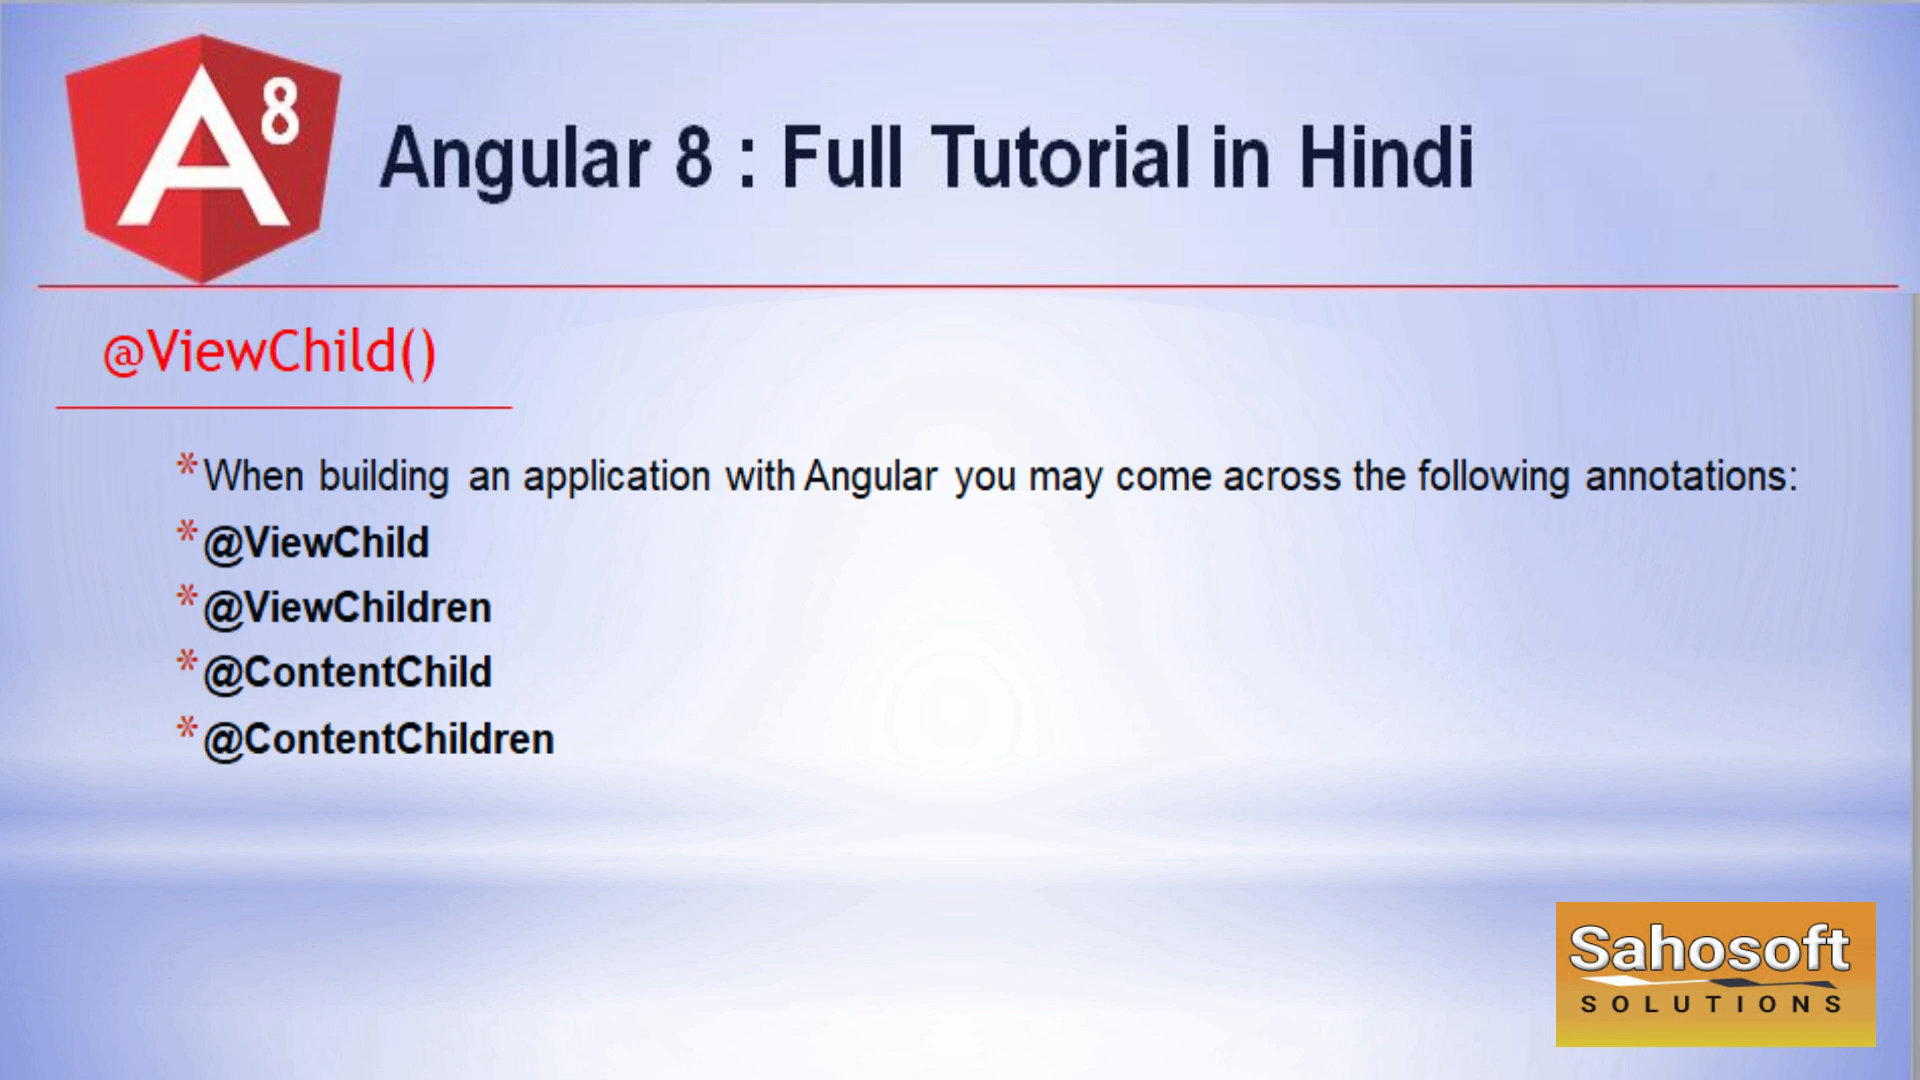 A8
Angular 8 : Full Tutorial in Hindi
@ViewChild()
* When building an application with Angular you may come across the following annotations:
* @ViewChild
* @ViewChildren
* @ContentChild
* @ContentChildren
Sahosoft
SOLUTIONS